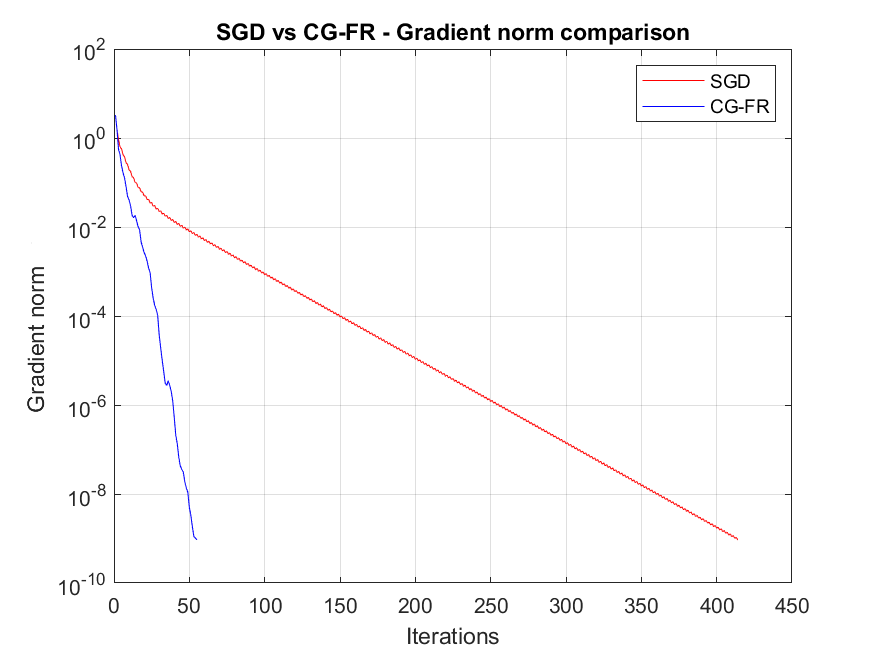 SGD vs CG-FR - Gradient norm comparison
10^2
10^0
10^-2
10^-4
10^-6
10^-8
10^-10
Gradient norm
SGD
CG-FR
0 50 100 150 200 250 300 350 400 450
Iterations